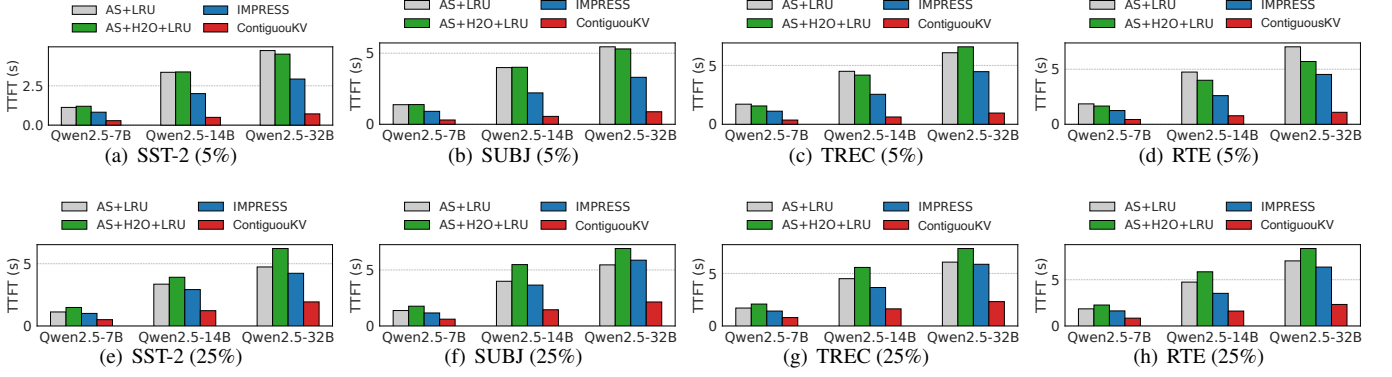 AS+LRU IMPRESS
AS+H2O+LRU ContiguouKV
TTFT (s)
2.5
0.0
Qwen2.5-7B Qwen2.5-14B Qwen2.5-32B
(a) SST-2 (5%)
AS+LRU IMPRESS
AS+H2O+LRU ContiguouKV
TTFT (s)
5
0
Qwen2.5-7B Qwen2.5-14B Qwen2.5-32B
(b) SUBJ (5%)
AS+LRU IMPRESS
AS+H2O+LRU ContiguouKV
TTFT (s)
5
0
Qwen2.5-7B Qwen2.5-14B Qwen2.5-32B
(c) TREC (5%)
AS+LRU IMPRESS
AS+H2O+LRU ContiguouKV
TTFT (s)
5
0
Qwen2.5-7B Qwen2.5-14B Qwen2.5-32B
(d) RTE (5%)
AS+LRU IMPRESS
AS+H2O+LRU ContiguouKV
TTFT (s)
5
0
Qwen2.5-7B Qwen2.5-14B Qwen2.5-32B
(e) SST-2 (25%)
AS+LRU IMPRESS
AS+H2O+LRU ContiguouKV
TTFT (s)
5
0
Qwen2.5-7B Qwen2.5-14B Qwen2.5-32B
(f) SUBJ (25%)
AS+LRU IMPRESS
AS+H2O+LRU ContiguouKV
TTFT (s)
5
0
Qwen2.5-7B Qwen2.5-14B Qwen2.5-32B
(g) TREC (25%)
AS+LRU IMPRESS
AS+H2O+LRU ContiguouKV
TTFT (s)
5
0
Qwen2.5-7B Qwen2.5-14B Qwen2.5-32B
(h) RTE (25%)